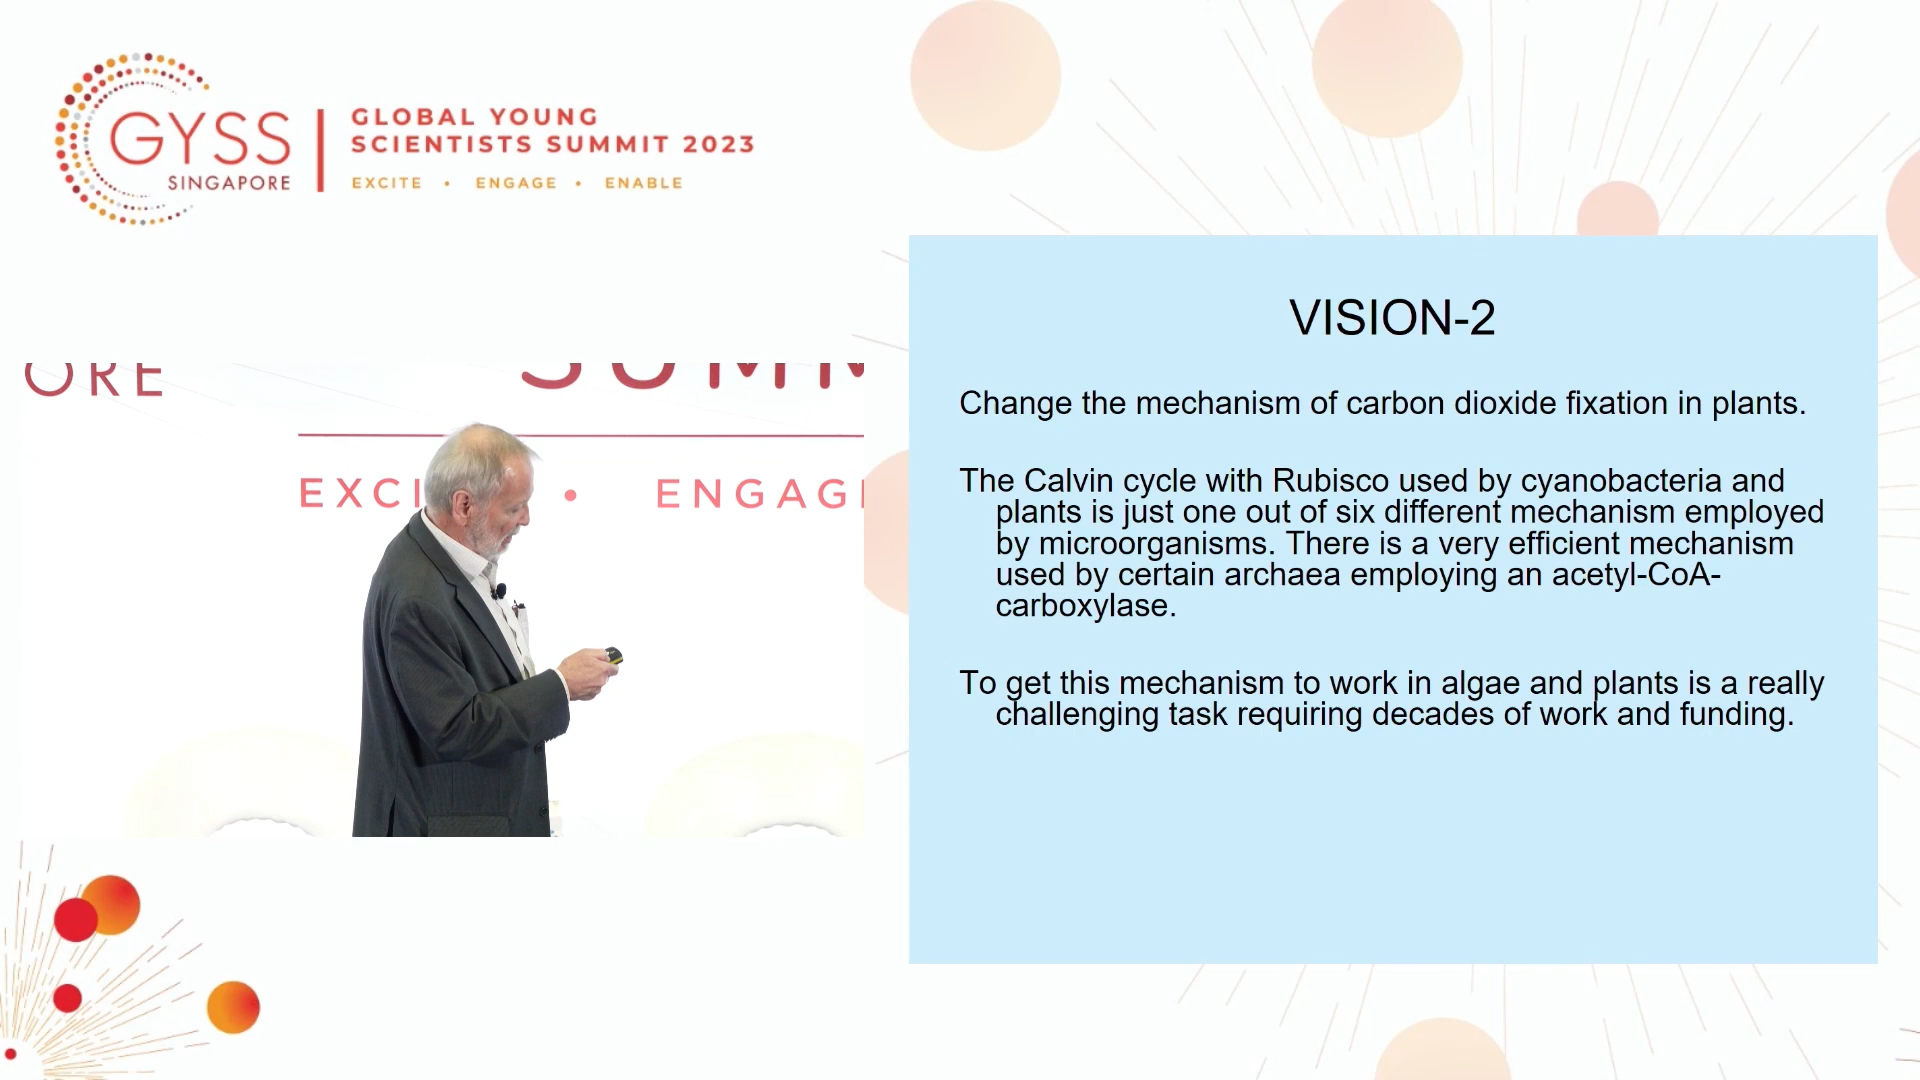 GYSS
SINGAPORE
GLOBAL YOUNG
SCIENTISTS SUMMIT 2023
EXCITE • ENGAGE • ENABLE
ORE
SUMM
EXCI • ENGAG
VISION-2
Change the mechanism of carbon dioxide fixation in plants.
The Calvin cycle with Rubisco used by cyanobacteria and
plants is just one out of six different mechanism employed
by microorganisms. There is a very efficient mechanism
used by certain archaea employing an acetyl-CoA-
carboxylase.
To get this mechanism to work in algae and plants is a really
challenging task requiring decades of work and funding.